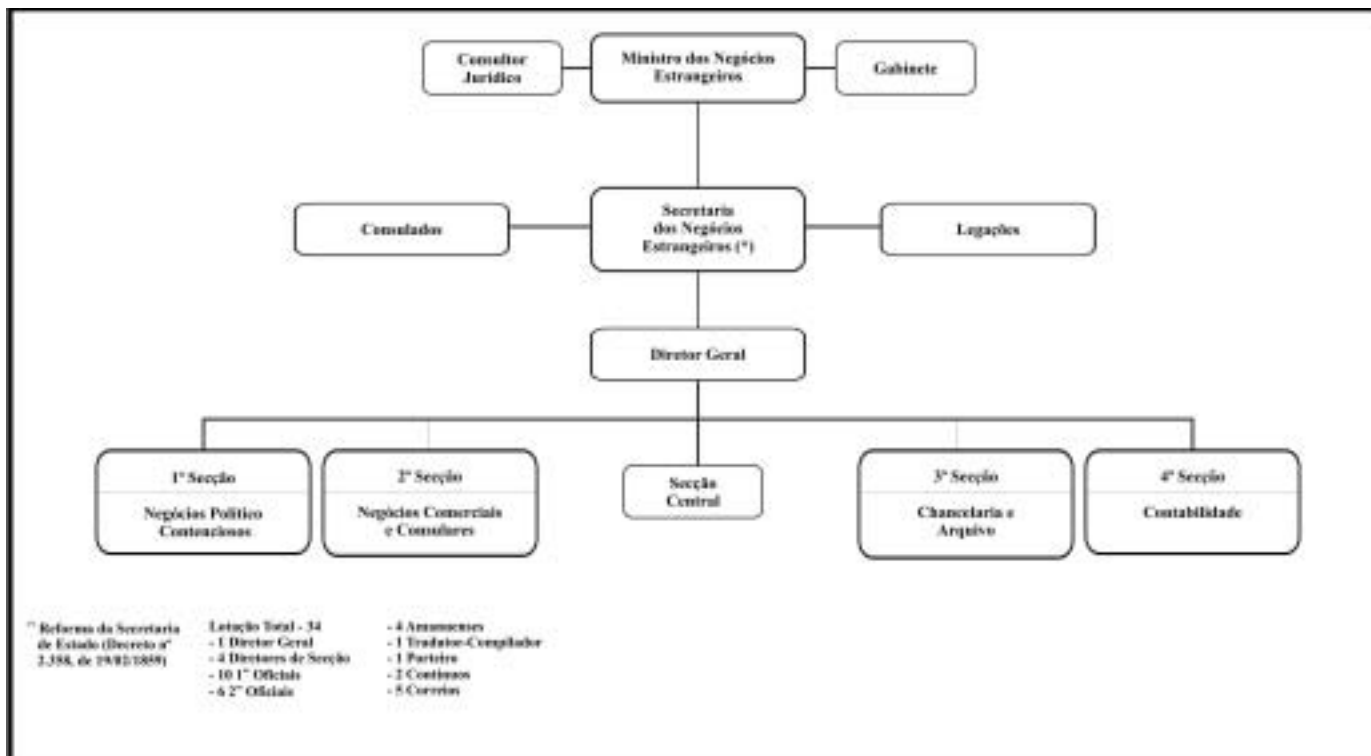 Consultor
Jurídico
Ministro dos Negócios
Estrangeiros
Gabinete
Consulados
Secretaria
dos Negócios
Estrangeiros (*)
Legações
Diretor Geral
1ª Secção
Negócios Político
Contenciosos
2ª Secção
Negócios Comerciais
e Consulares
Secção
Central
3ª Secção
Chancelaria e
Arquivo
4ª Secção
Contabilidade
(*) Reforma da Secretaria
de Estado (Decreto nº
2.358, de 19/02/1859)
Lotação Total - 34
- 1 Diretor Geral
- 4 Diretores de Secção
- 10 1ºˢ Oficiais
- 6 2ºˢ Oficiais
- 4 Amanuenses
- 1 Tradutor-Compilador
- 1 Porteiro
- 2 Contínuos
- 5 Correios